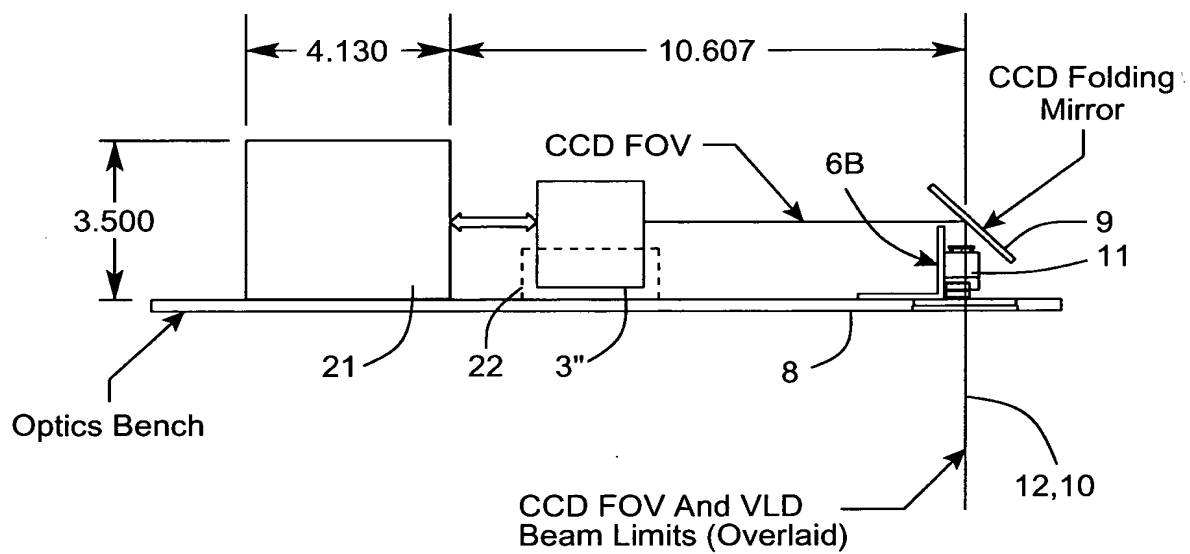 4.130
10.607
CCD Folding
Mirror
CCD FOV
6B
3.500
9
11
21
22
3"
8
Optics Bench
12,10
CCD FOV And VLD
Beam Limits (Overlaid)